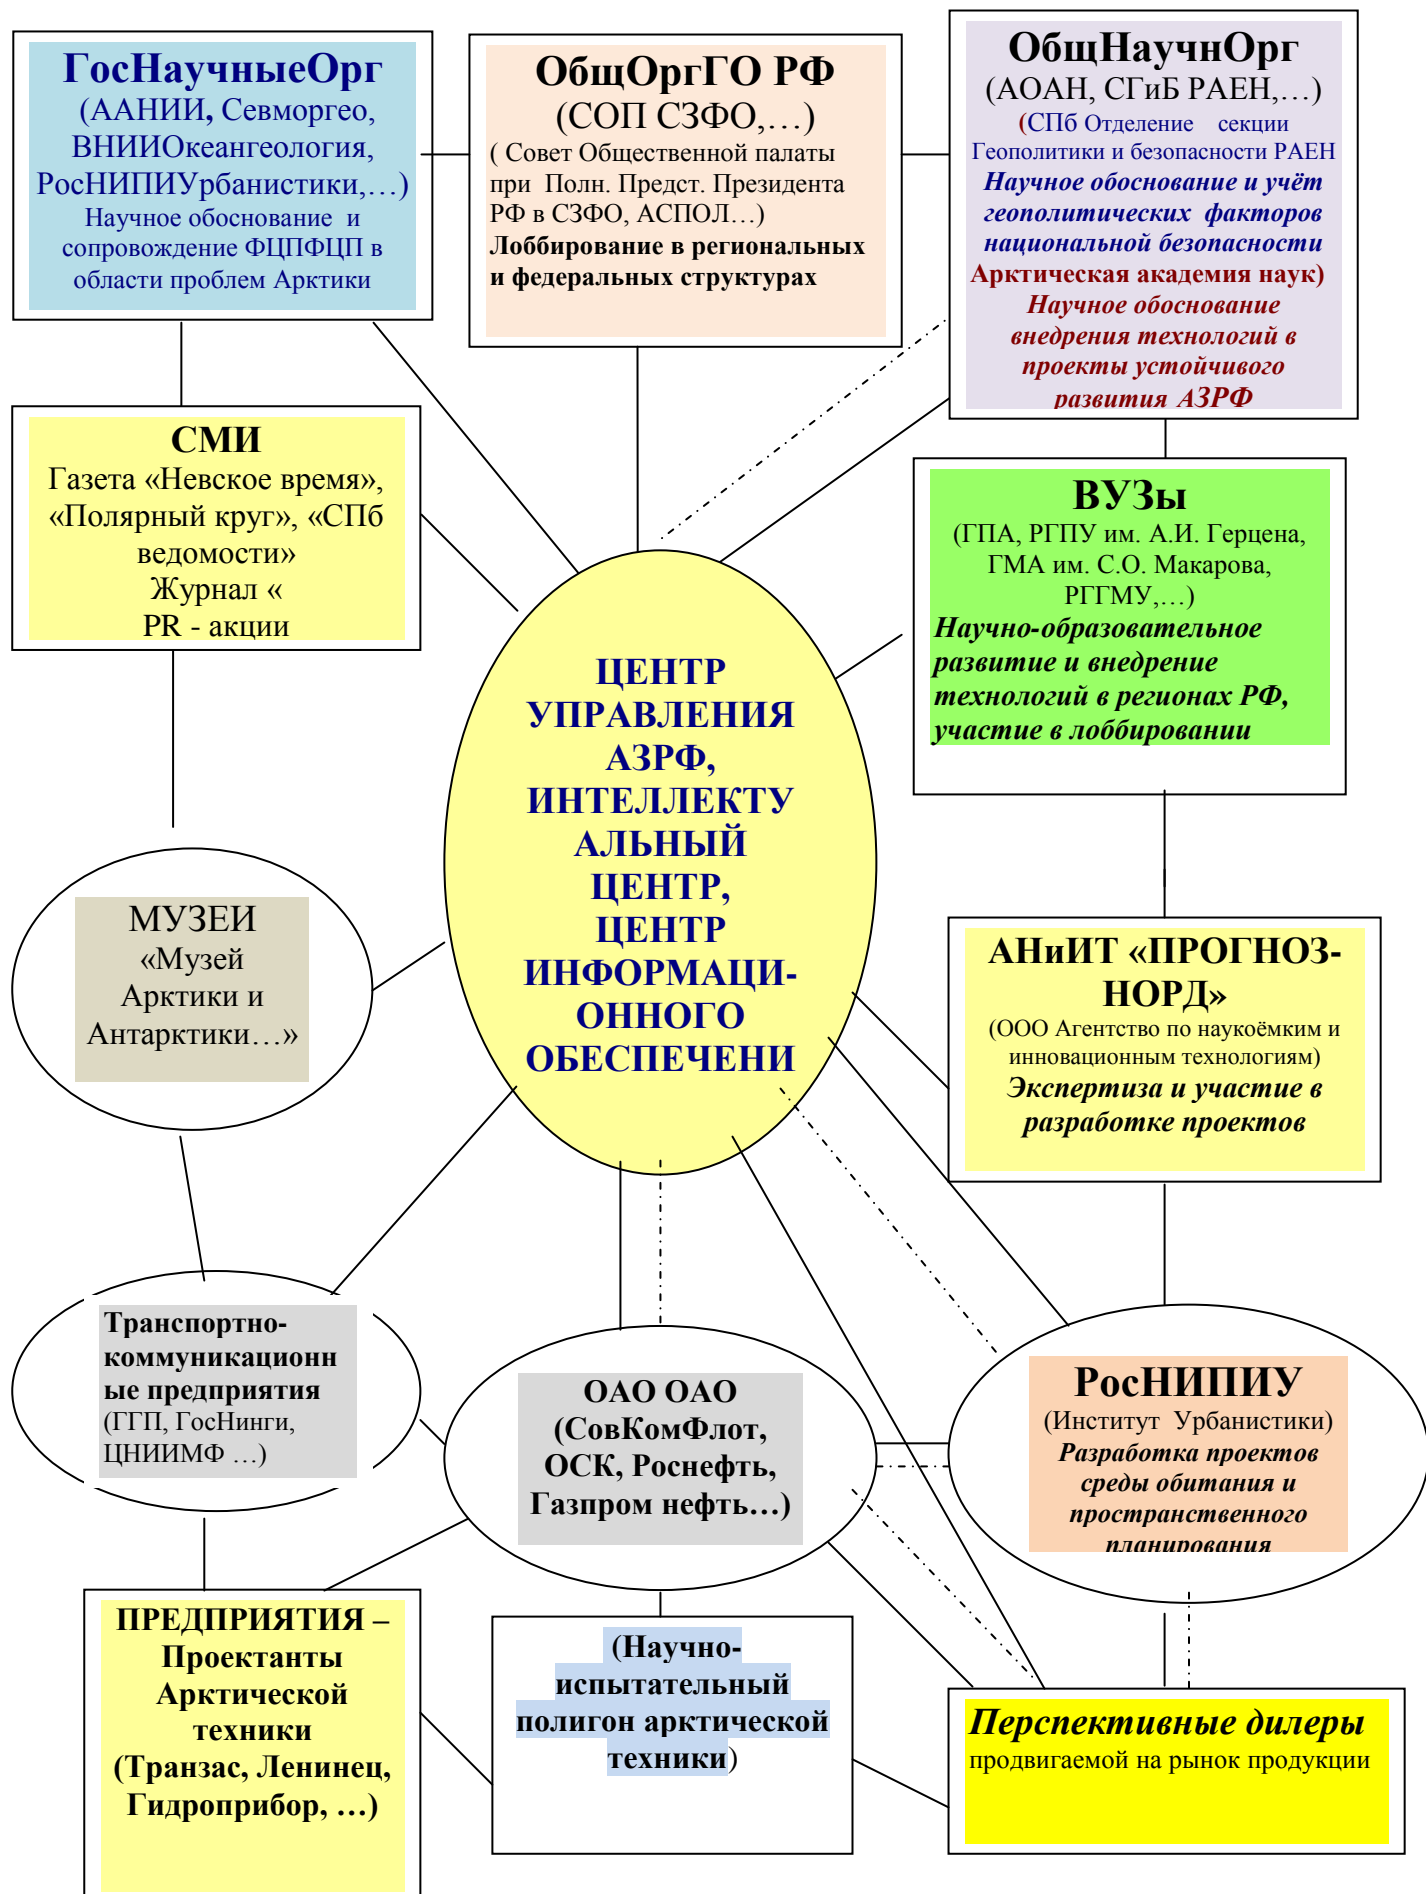 ГосНаучныеОрг
(ААНИИ, Севморгео,
ВНИИОкеангеология,
РосНИПИУрбанистики,…)
Научное обоснование и
сопровождение ФЦПФЦП в
области проблем Арктики
ОбщОргГО РФ
(СОП СЗФО,…)
( Совет Общественной палаты
при Полн. Предст. Президента
РФ в СЗФО, АСПОЛ…)
Лоббирование в региональных
и федеральных структурах
ОбщНаучнОрг
(АОАН, СГиБ РАЕН,…)
(СПб Отделение секции
Геополитики и безопасности РАЕН
Научное обоснование и учёт
геополитических факторов
национальной безопасности
Арктическая академия наук)
Научное обоснование
внедрения технологий в
проекты устойчивого
развития АЗРФ
СМИ
Газета «Невское время»,
«Полярный круг», «СПб
ведомости»
Журнал «
PR - акции
ВУЗы
(ГПА, РГПУ им. А.И. Герцена,
ГМА им. С.О. Макарова,
РГГМУ,…)
Научно-образовательное
развитие и внедрение
технологий в регионах РФ,
участие в лоббировании
ЦЕНТР
УПРАВЛЕНИЯ
АЗРФ,
ИНТЕЛЛЕКТУ
АЛЬНЫЙ
ЦЕНТР,
ЦЕНТР
ИНФОРМАЦИ-
ОННОГО
ОБЕСПЕЧЕНИ
МУЗЕИ
«Музей
Арктики и
Антарктики…»
АНиИТ «ПРОГНОЗ-
НОРД»
(ООО Агентство по наукоёмким и
инновационным технологиям)
Экспертиза и участие в
разработке проектов
Транспортно-
коммуникационн
ые предприятия
(ГГП, ГосНинги,
ЦНИИМФ …)
ОАО ОАО
(СовКомФлот,
ОСК, Роснефть,
Газпром нефть…)
РосНИПИУ
(Институт Урбанистики)
Разработка проектов
среды обитания и
пространственного
планирования
ПРЕДПРИЯТИЯ –
Проектанты
Арктической
техники
(Транзас, Ленинец,
Гидроприбор, …)
(Научно-
испытательный
полигон арктической
техники)
Перспективные дилеры
продвигаемой на рынок продукции